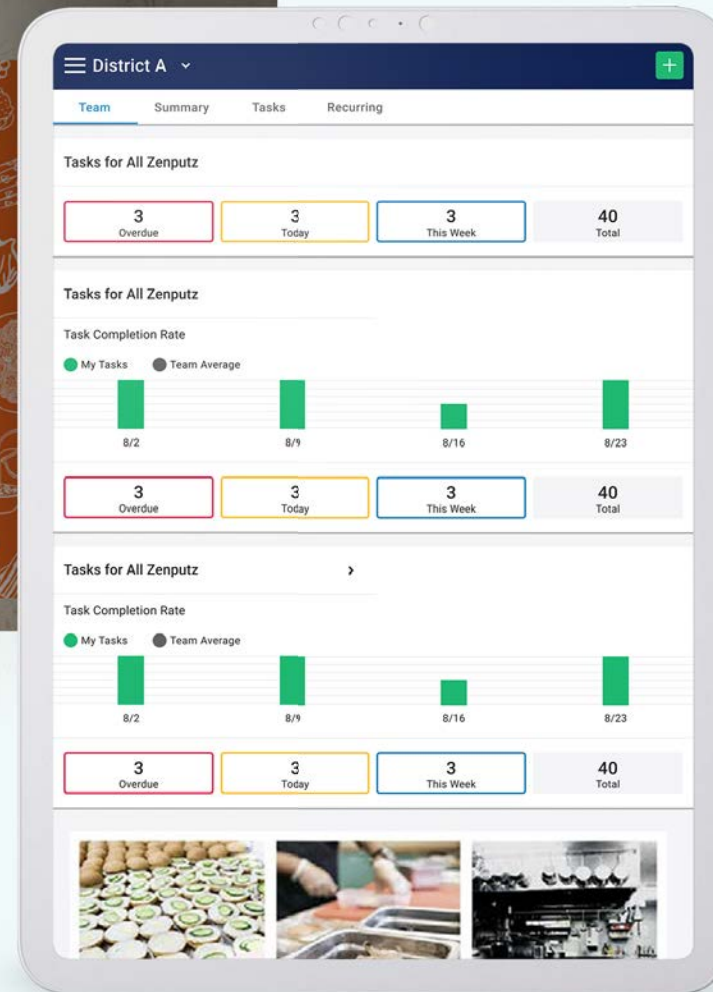 District A
Team Summary Tasks Recurring
Tasks for All Zenputz
3 3 3 40
Overdue Today This Week Total
Tasks for All Zenputz
Task Completion Rate
My Tasks Team Average
8/2 8/9 8/16 8/23
3 3 3 40
Overdue Today This Week Total
Tasks for All Zenputz
Task Completion Rate
My Tasks Team Average
8/2 8/9 8/16 8/23
3 3 3 40
Overdue Today This Week Total